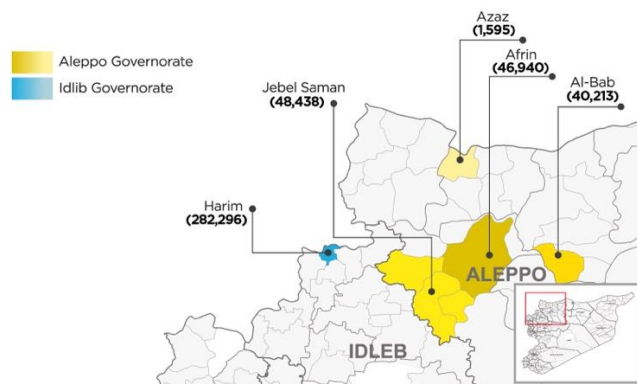 Aleppo Governorate
Idlib Governorate
Azaz
(1,595)
Afrin
(46,940)
Jebel Saman
(48,438)
Al-Bab
(40,213)
Harim
(282,296)
ALEPPO
IDLEB